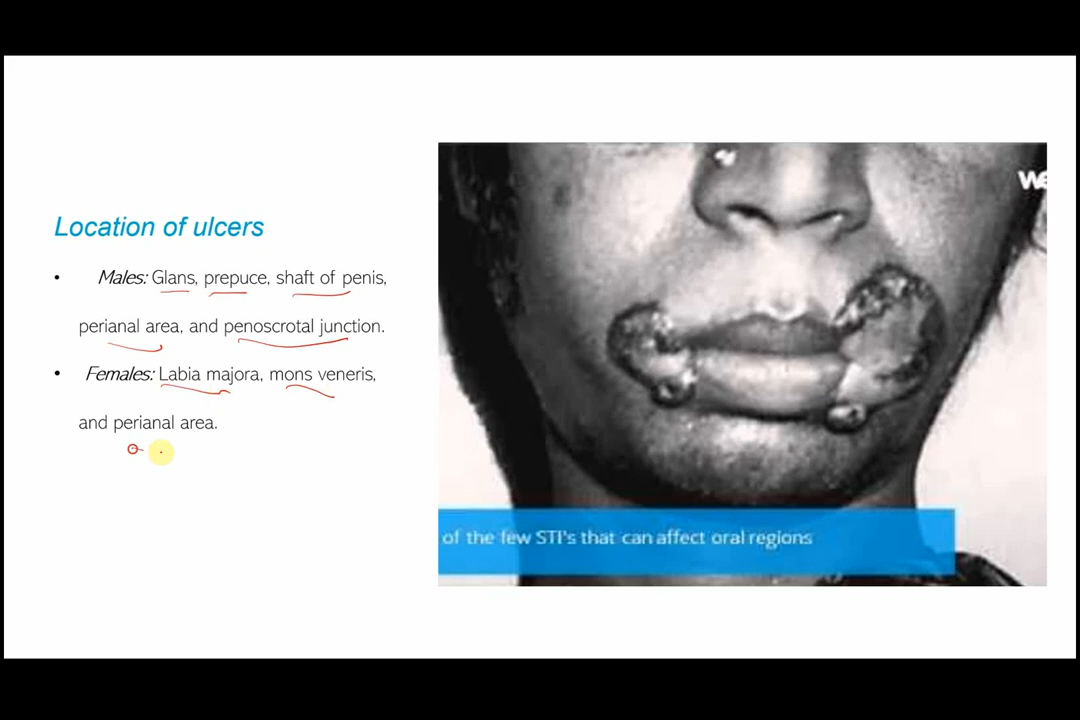 Location of ulcers
• Males: Glans, prepuce, shaft of penis,
perianal area, and penoscrotal junction.
• Females: Labia majora, mons veneris,
and perianal area.
we
of the few STI's that can affect oral regions